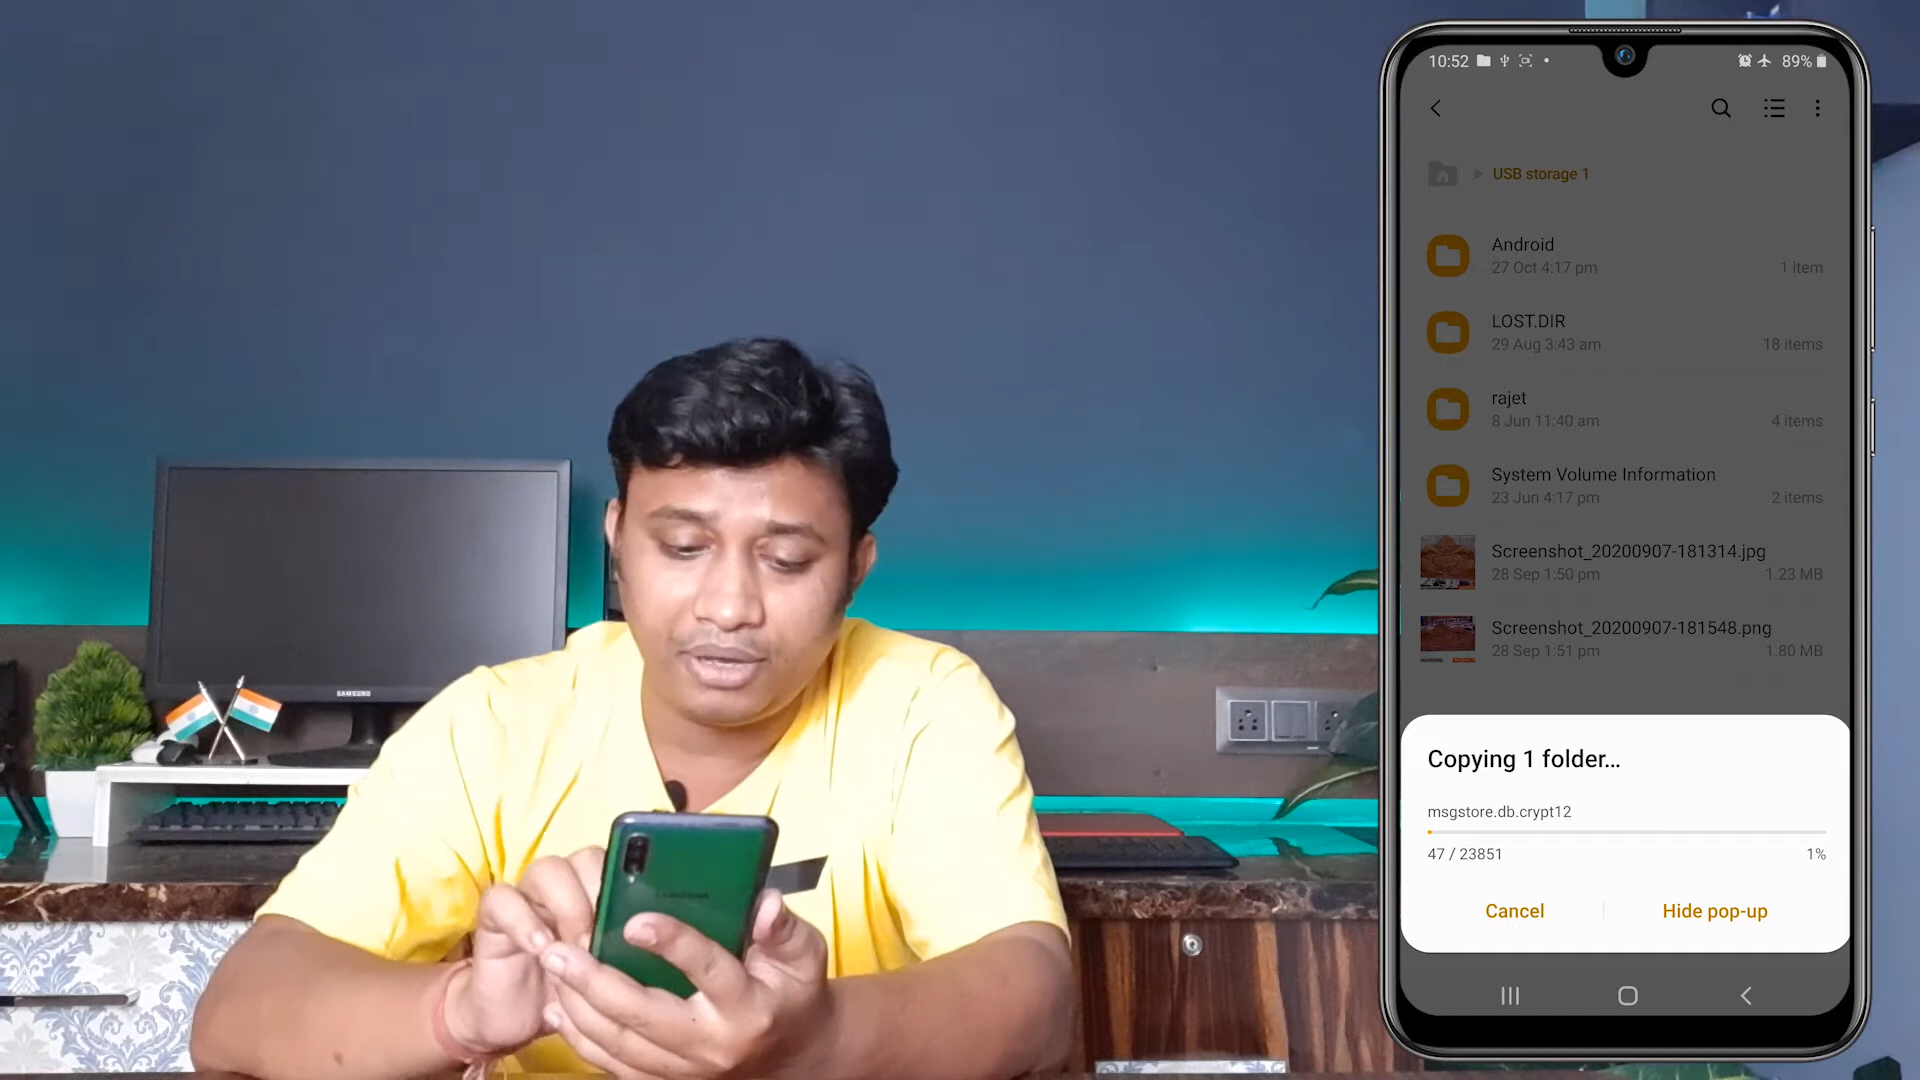 10:52
89%
USB storage 1
Android
27 Oct 4:17 pm
1 item
LOST.DIR
29 Aug 3:43 am
18 items
rajet
8 Jun 11:40 am
4 items
System Volume Information
23 Jun 4:17 pm
2 items
Screenshot_20200907-181314.jpg
28 Sep 1:50 pm
1.23 MB
Screenshot_20200907-181548.png
28 Sep 1:51 pm
1.80 MB
Copying 1 folder...
msgstore.db.crypt12
47 / 23851
1%
Cancel
Hide pop-up
SAMSUNG